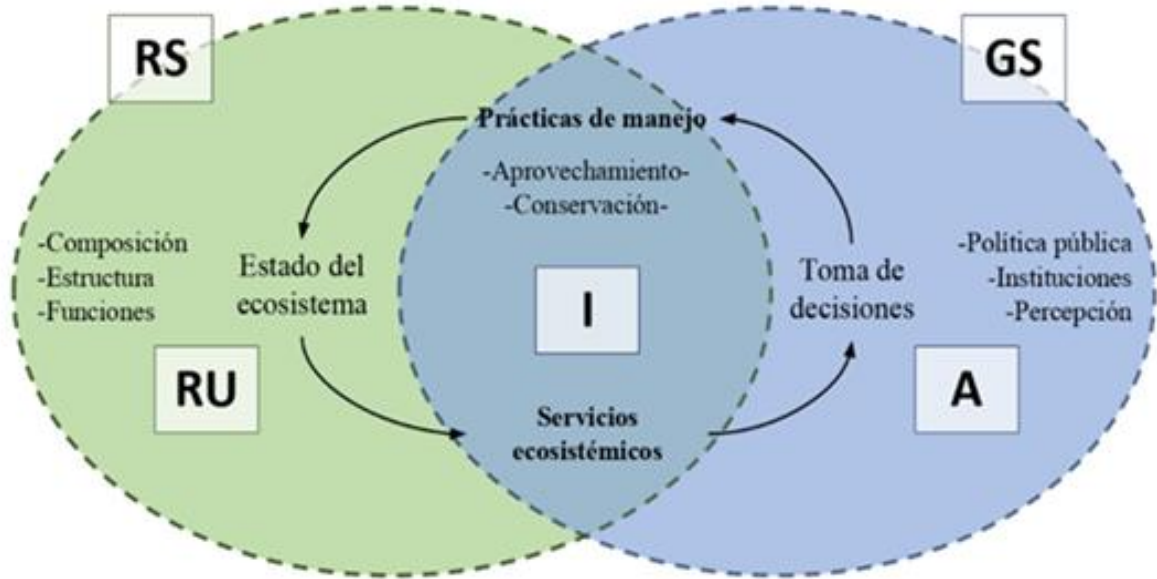 RS
GS
Prácticas de manejo
-Aprovechamiento-
-Conservación-
-Composición
-Estructura
-Funciones
Estado del
ecosistema
I
Toma de
decisiones
-Política pública
-Instituciones
-Percepción
RU
A
Servicios
ecosistémicos